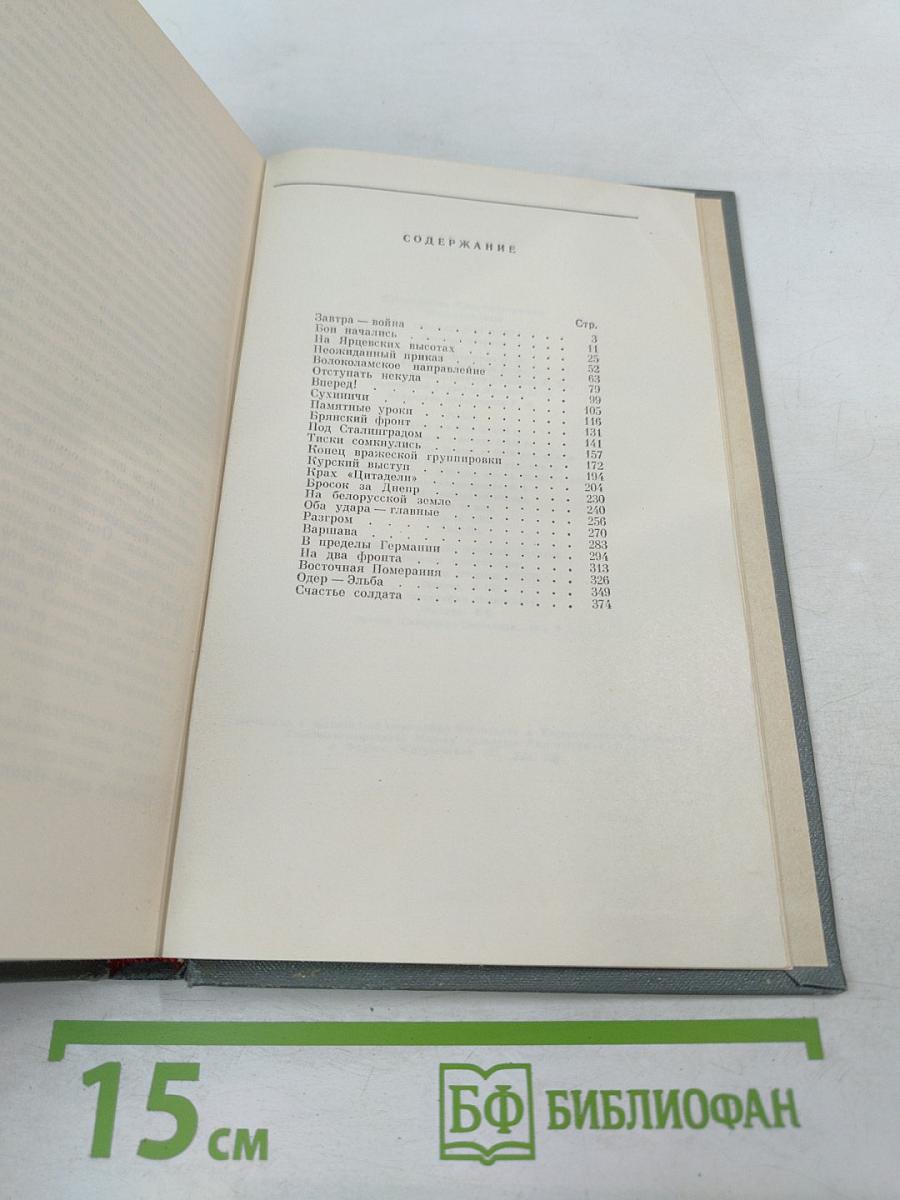 СОДЕРЖАНИЕ
Стр.
Завтра — война . . . . . . . . 3
Бои начались . . . . . . . . 11
На Ярцевских высотах . . . . . . 25
Неожиданный приказ . . . . . . 52
Волоколамское направление . . . . . 63
Отступать некуда . . . . . . . 79
Вперед! . . . . . . . . . 99
Сухиничи . . . . . . . . . 105
Памятные уроки . . . . . . . . 116
Брянский фронт . . . . . . . . 131
Под Сталинградом . . . . . . . 141
Тиски сомкнулись . . . . . . . 157
Конец вражеской группировки . . . . 172
Курский выступ . . . . . . . . 194
Крах «Цитадели» . . . . . . . . 204
Бросок за Днепр . . . . . . . . 230
На белорусской земле . . . . . . 240
Оба удара — главные . . . . . . . 256
Разгром . . . . . . . . . . 270
Варшава . . . . . . . . . . 283
В пределы Германии . . . . . . . 294
На два фронта . . . . . . . . 313
Восточная Померания . . . . . . . 326
Одер — Эльба . . . . . . . . . 349
Счастье солдата . . . . . . . . 374
15 см
БФ БИБЛИОФАН